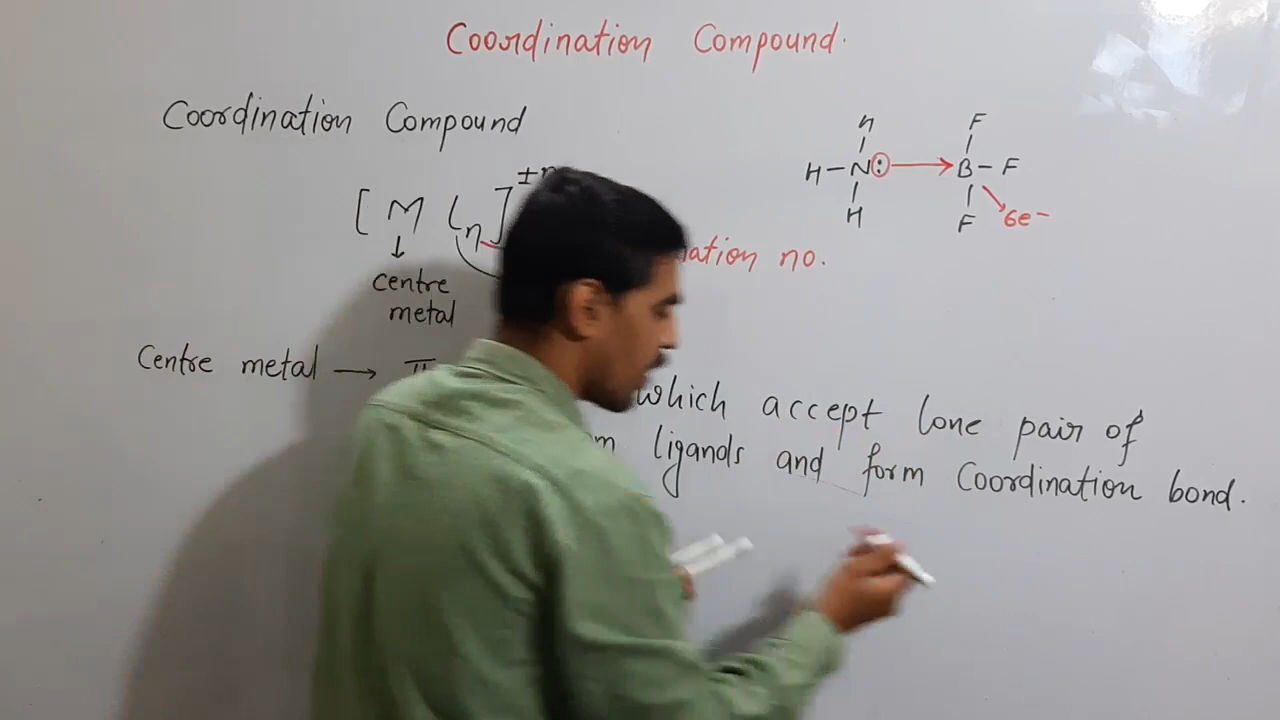 Coordination Compound.
Coordination Compound
[ M Ln ]±n
centre
metal
ation no.
H
H–N: → B–F
H
F
F
6e–
Centre metal →
which accept lone pair of
m ligands and form Coordination bond.